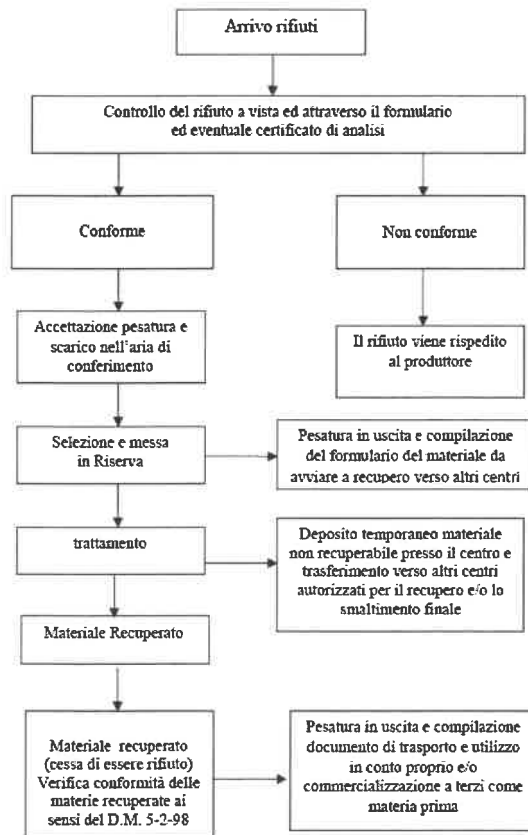 Arrivo rifiuti
Controllo del rifiuto a vista ed attraverso il formulario
ed eventuale certificato di analisi
Conforme
Non conforme
Accettazione pesatura e
scarico nell'aria di
conferimento
Il rifiuto viene rispedito
al produttore
Selezione e messa
in Riserva
Pesatura in uscita e compilazione
del formulario del materiale da
avviare a recupero verso altri centri
trattamento
Deposito temporaneo materiale
non recuperabile presso il centro e
trasferimento verso altri centri
autorizzati per il recupero e/o lo
smaltimento finale
Materiale Recuperato
Materiale recuperato
(cessa di essere rifiuto)
Verifica conformità delle
materie recuperate ai
sensi del D.M. 5-2-98
Pesatura in uscita e compilazione
documento di trasporto e utilizzo
in conto proprio e/o
commercializzazione a terzi come
materia prima